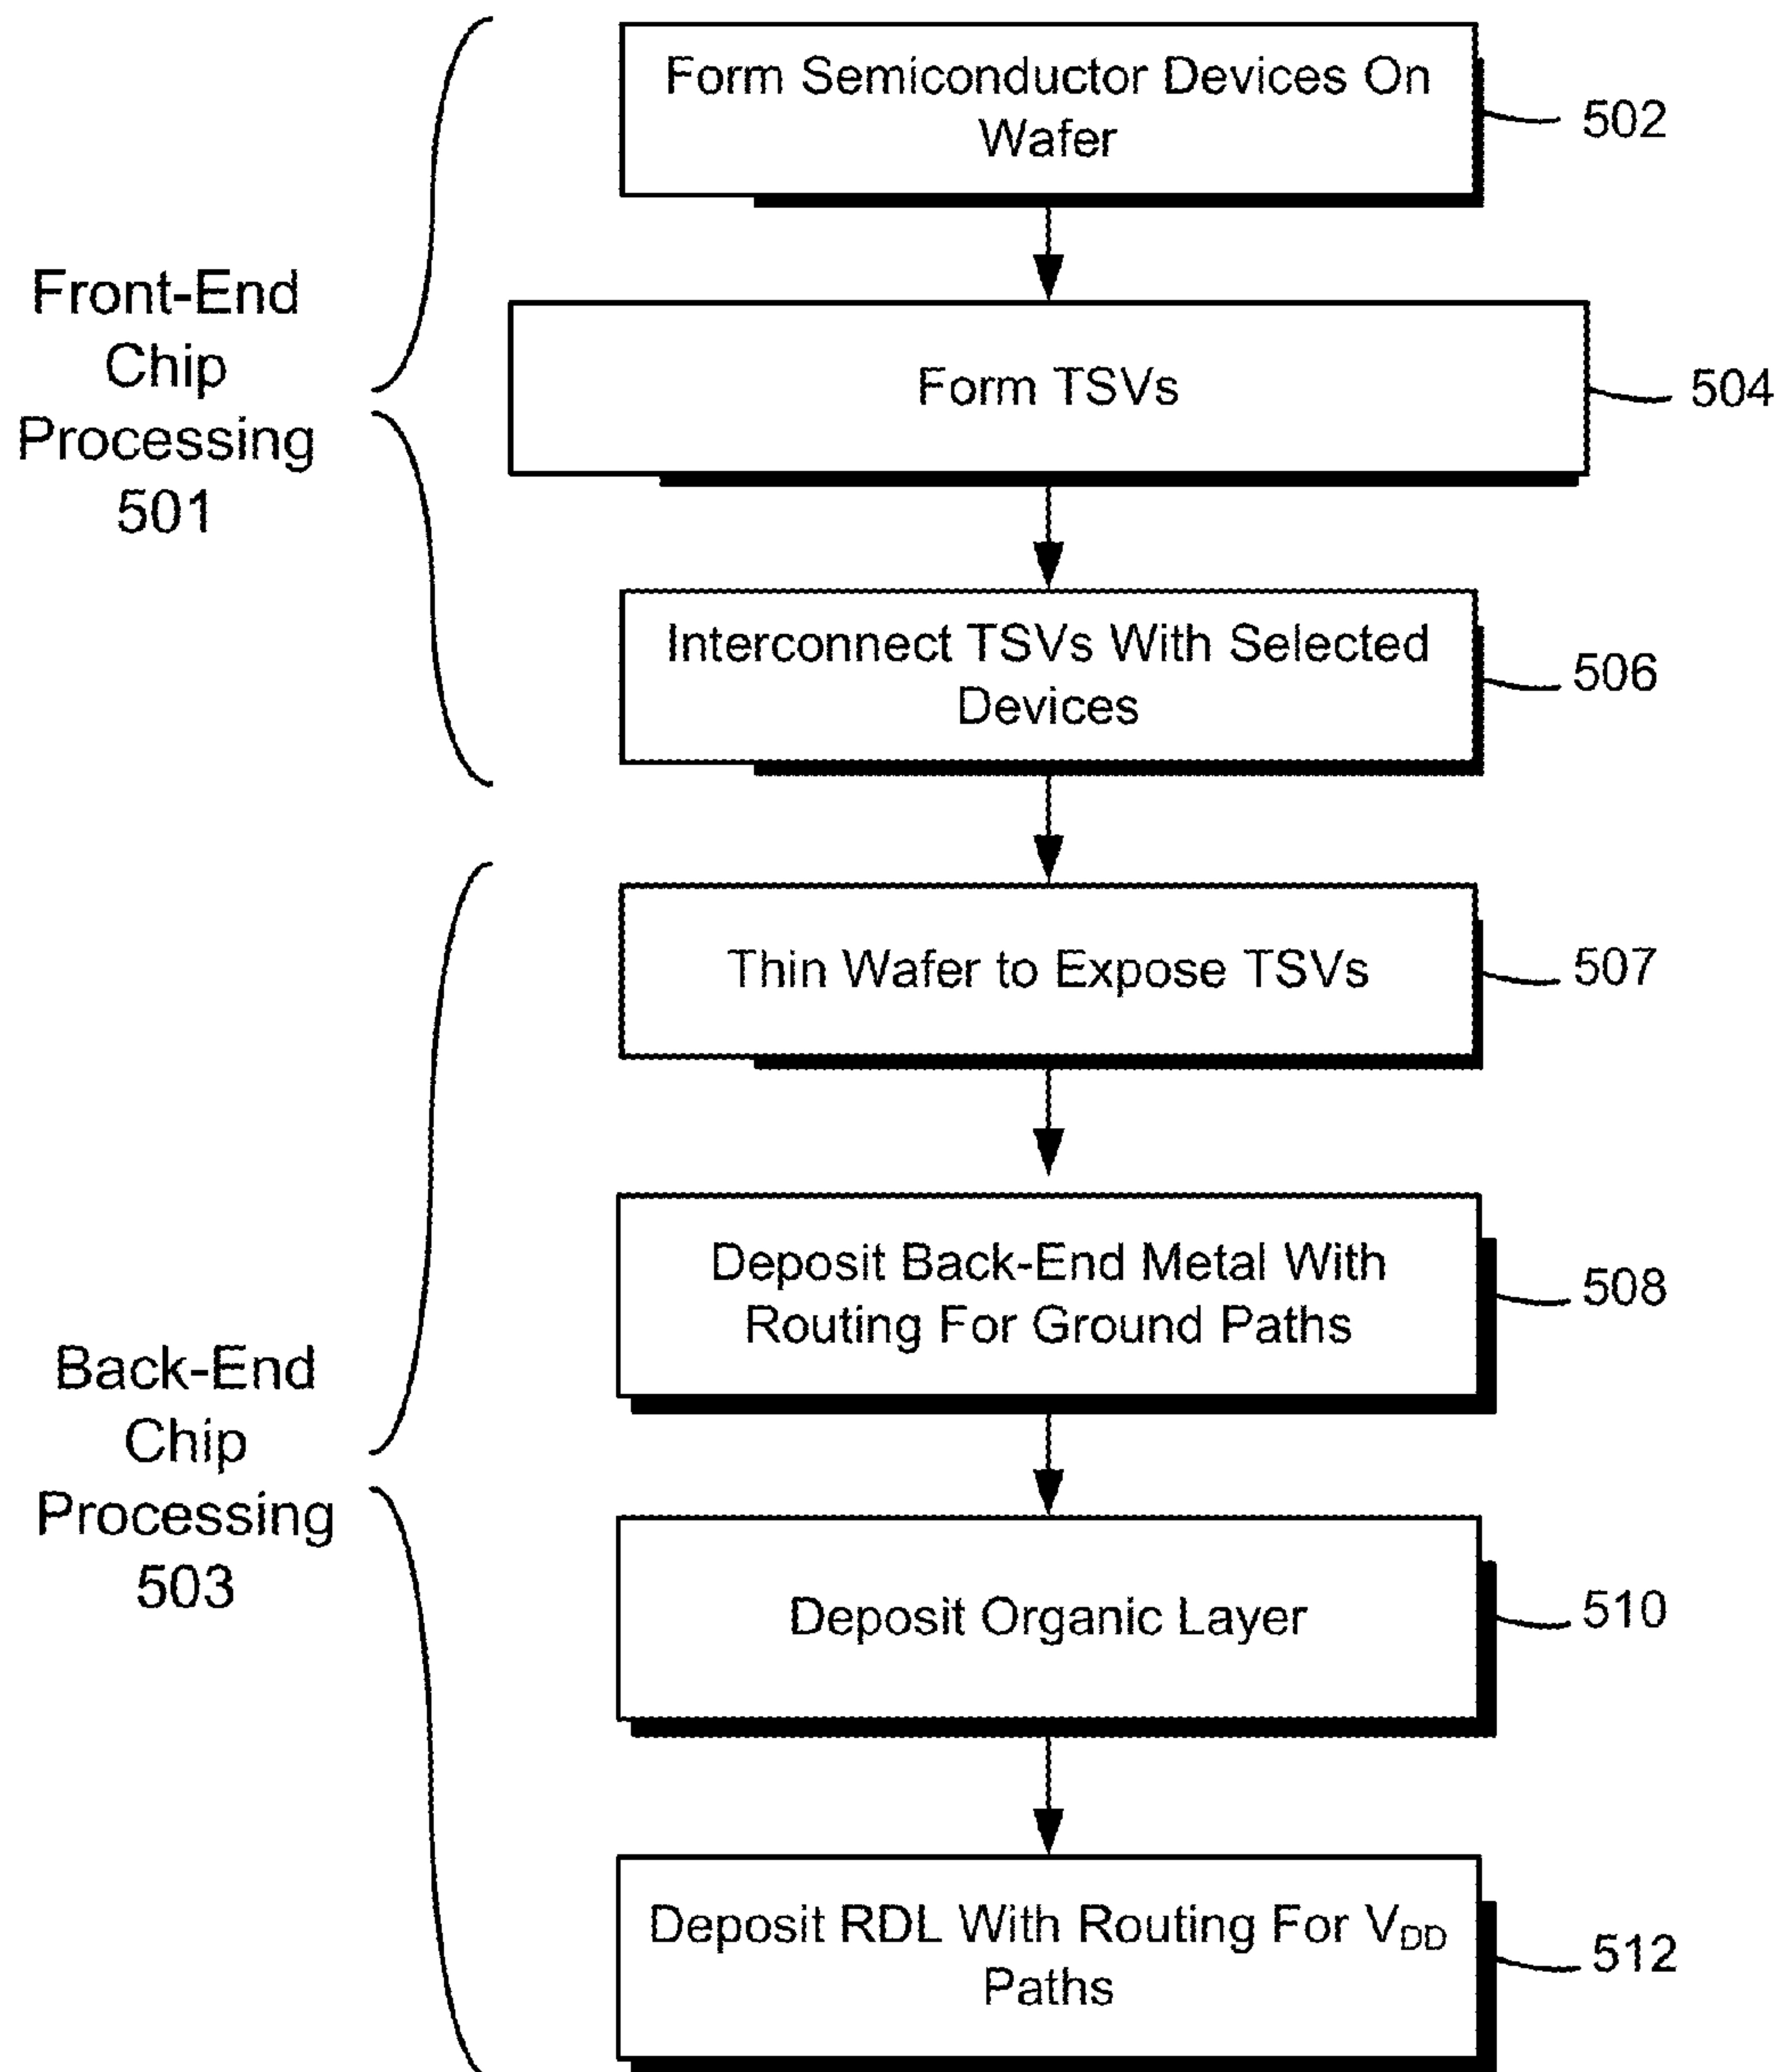 Form Semiconductor Devices On
Wafer
502
Front-End
Chip
Processing
501
Form TSVs
504
Interconnect TSVs With Selected
Devices
506
Thin Wafer to Expose TSVs
507
Deposit Back-End Metal With
Routing For Ground Paths
508
Back-End
Chip
Processing
503
Deposit Organic Layer
510
Deposit RDL With Routing For VDD
Paths
512